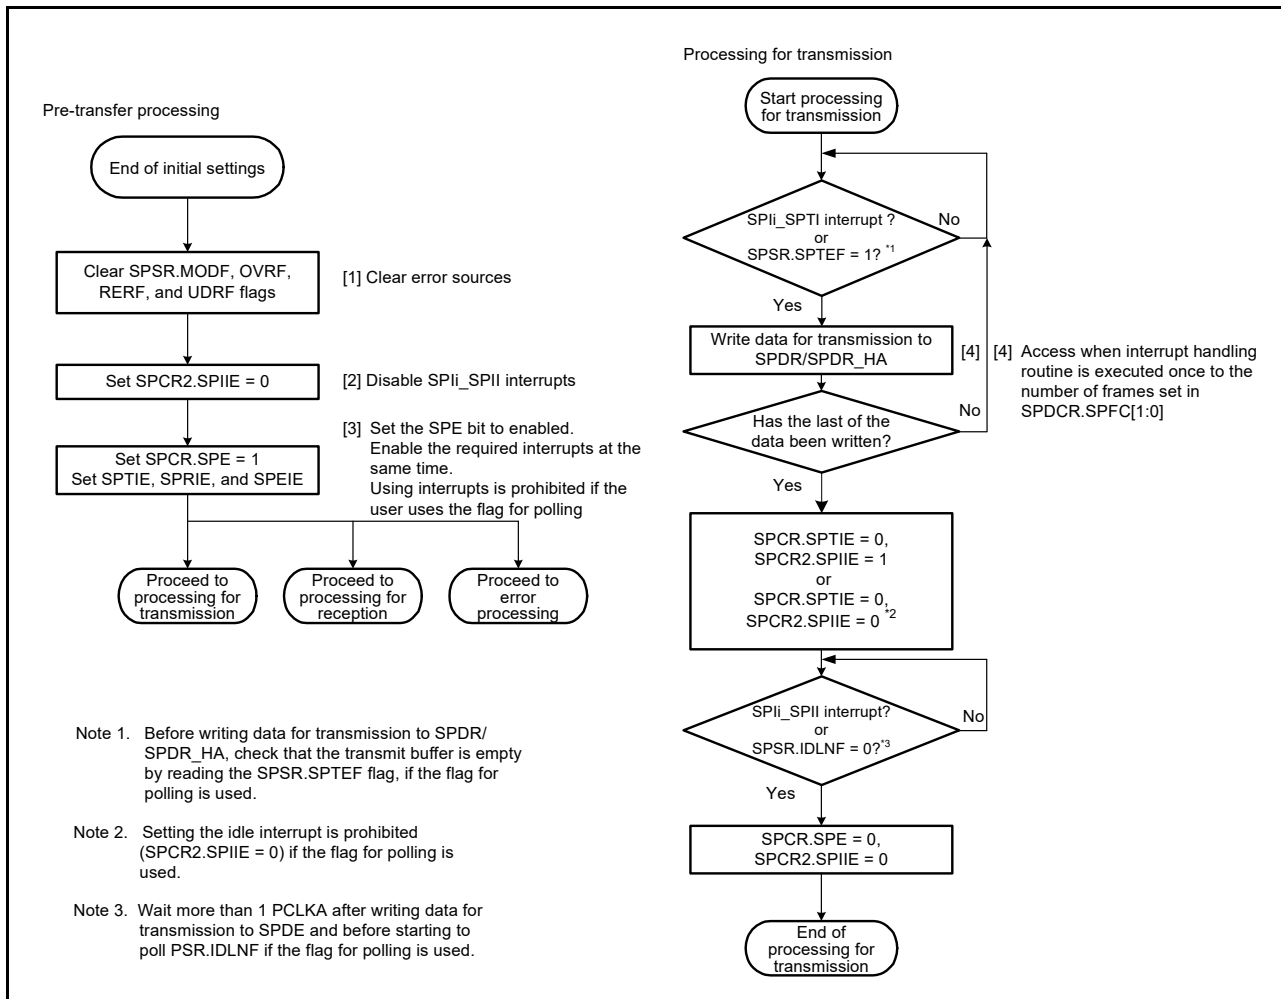 Pre-transfer processing
End of initial settings
Clear SPSR.MODF, OVRF,
RERF, and UDRF flags
[1] Clear error sources
Set SPCR2.SPIIE = 0
[2] Disable SPIi_SPII interrupts
Set SPCR.SPE = 1
Set SPTIE, SPRIE, and SPEIE
[3] Set the SPE bit to enabled.
Enable the required interrupts at the
same time.
Using interrupts is prohibited if the
user uses the flag for polling
Proceed to
processing for
transmission
Proceed to
processing for
reception
Proceed to
error
processing
Note 1. Before writing data for transmission to SPDR/
SPDR_HA, check that the transmit buffer is empty
by reading the SPSR.SPTEF flag, if the flag for
polling is used.
Note 2. Setting the idle interrupt is prohibited
(SPCR2.SPIIE = 0) if the flag for polling is
used.
Note 3. Wait more than 1 PCLKA after writing data for
transmission to SPDE and before starting to
poll PSR.IDLNF if the flag for polling is used.
Processing for transmission
Start processing
for transmission
SPIi_SPTI interrupt ?
or
SPSR.SPTEF = 1? *1
No
Yes
Write data for transmission to
SPDR/SPDR_HA
[4]
[4] Access when interrupt handling
routine is executed once to the
number of frames set in
SPDCR.SPFC[1:0]
Has the last of the
data been written?
No
Yes
SPCR.SPTIE = 0,
SPCR2.SPIIE = 1
or
SPCR.SPTIE = 0,
SPCR2.SPIIE = 0 *2
SPIi_SPII interrupt?
or
SPSR.IDLNF = 0?*3
No
Yes
SPCR.SPE = 0,
SPCR2.SPIIE = 0
End of
processing for
transmission